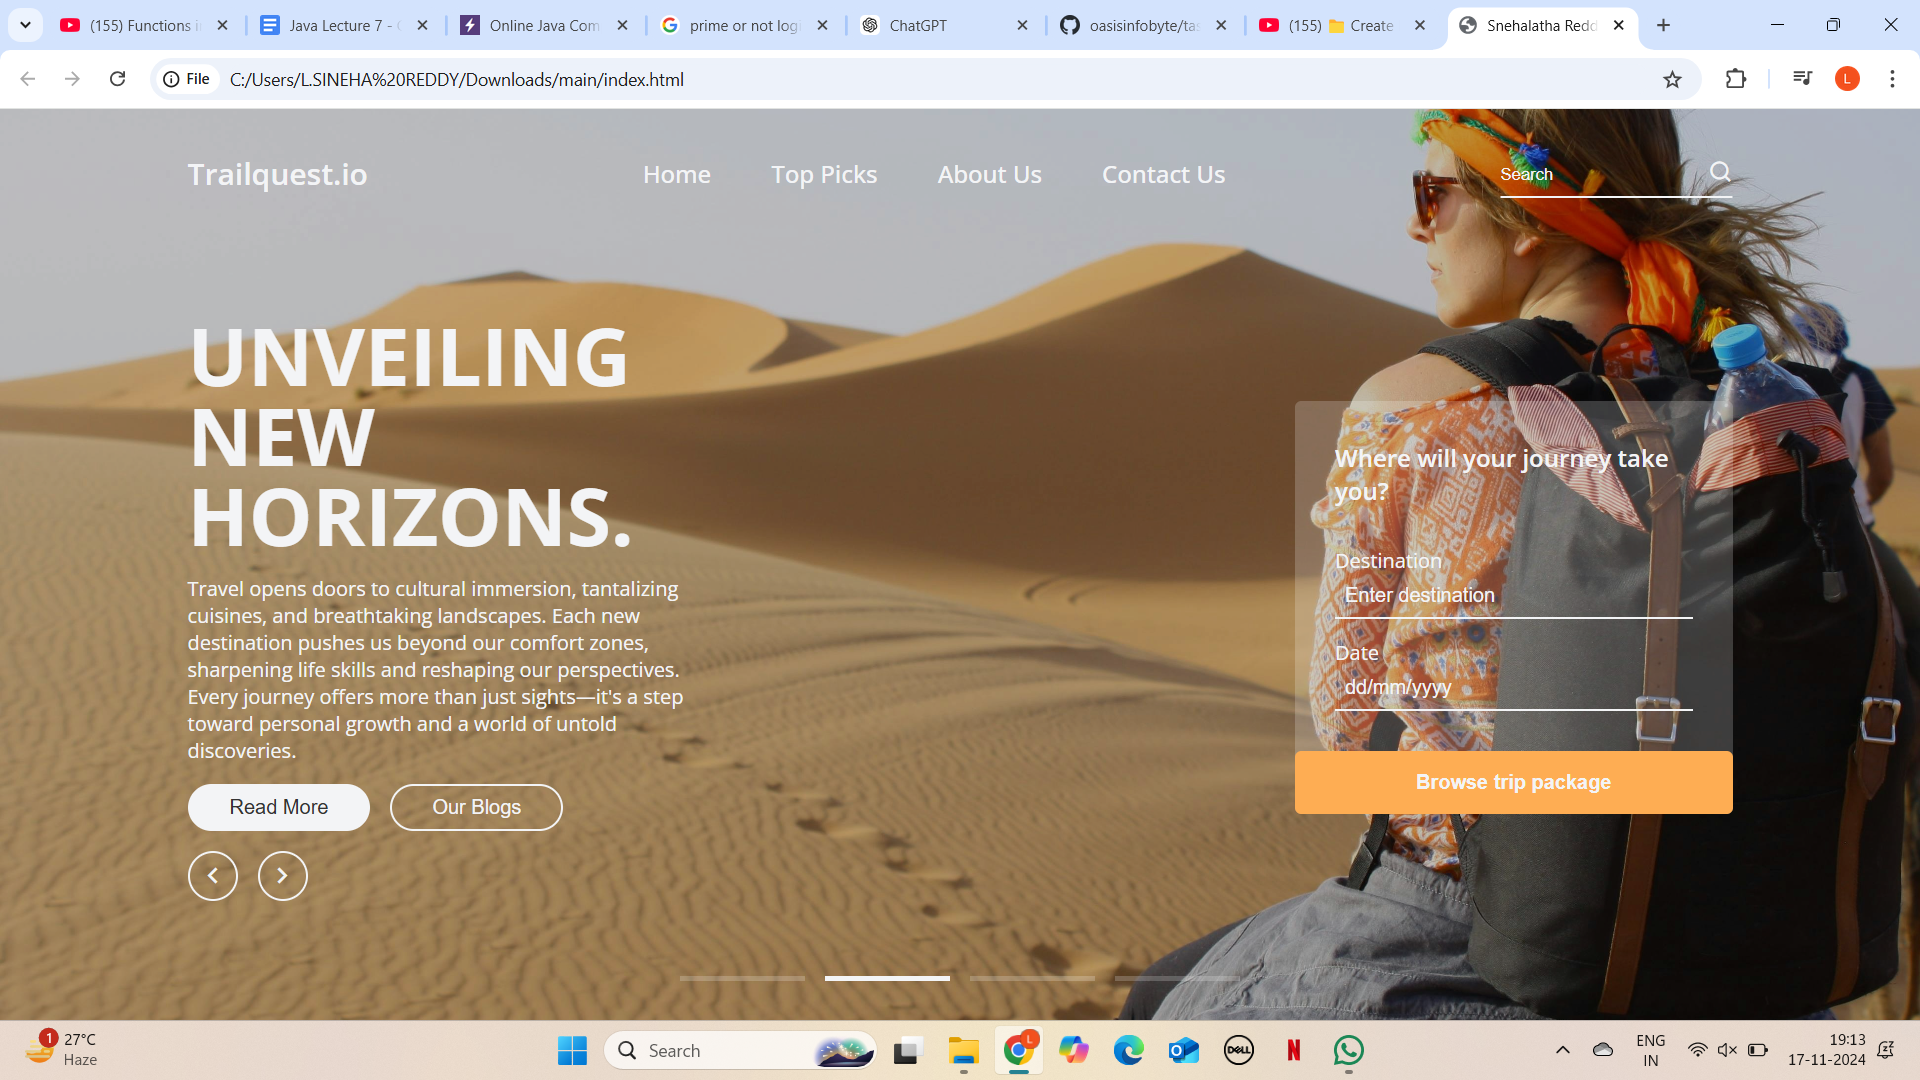 (155) Functions i
Java Lecture 7 -
Online Java Com
prime or not logi
ChatGPT
oasisinfobyte/tas
(155) 📁 Create
Snehalatha Redd
File
C:/Users/L.SINEHA%20REDDY/Downloads/main/index.html
L
Trailquest.io
Home
Top Picks
About Us
Contact Us
Search
UNVEILING
NEW
HORIZONS.
Travel opens doors to cultural immersion, tantalizing
cuisines, and breathtaking landscapes. Each new
destination pushes us beyond our comfort zones,
sharpening life skills and reshaping our perspectives.
Every journey offers more than just sights—it's a step
toward personal growth and a world of untold
discoveries.
Read More
Our Blogs
Where will your journey take
you?
Destination
Enter destination
Date
dd/mm/yyyy
Browse trip package
1
27°C
Haze
Search
L
DELL
N
ENG
IN
19:13
17-11-2024